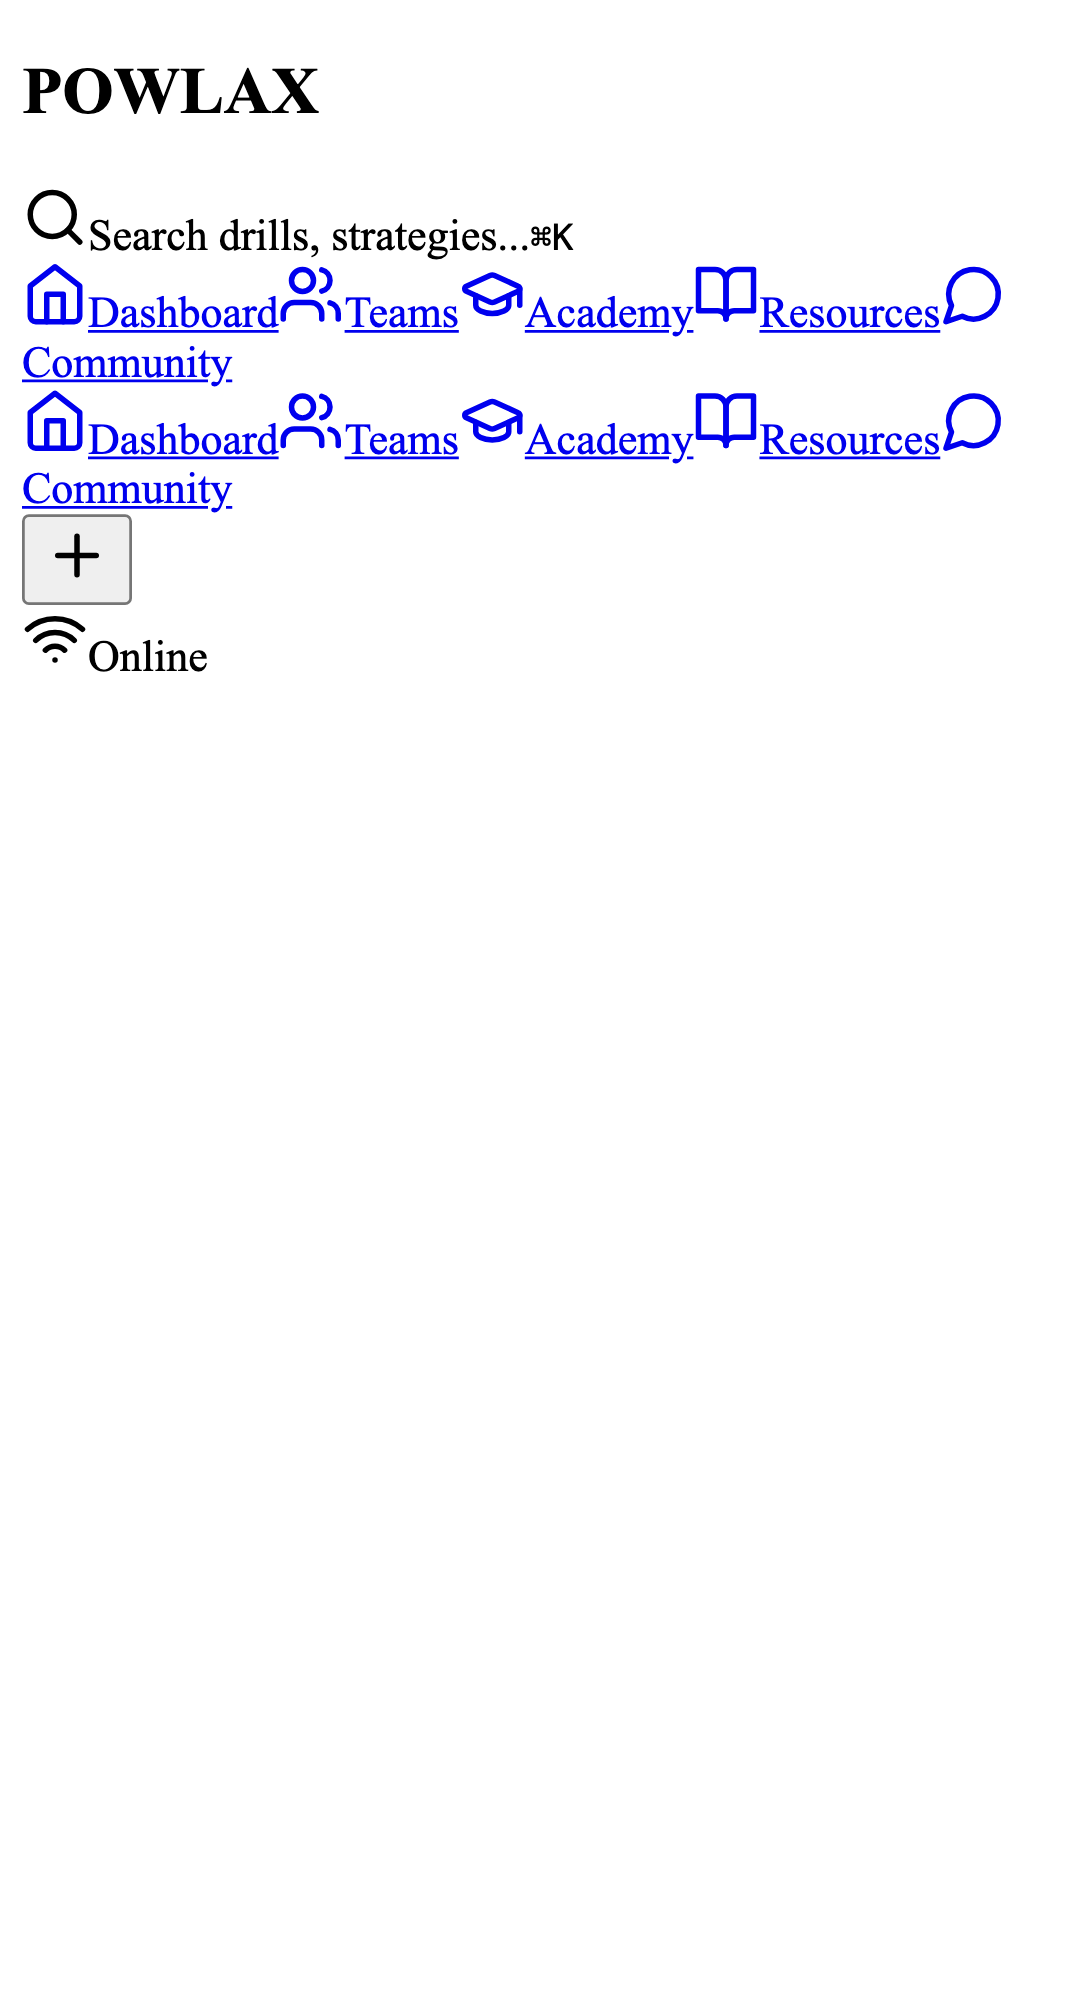 POWLAX
Search drills, strategies...⌘K
Dashboard Teams Academy Resources
Community
Dashboard Teams Academy Resources
Community
Online